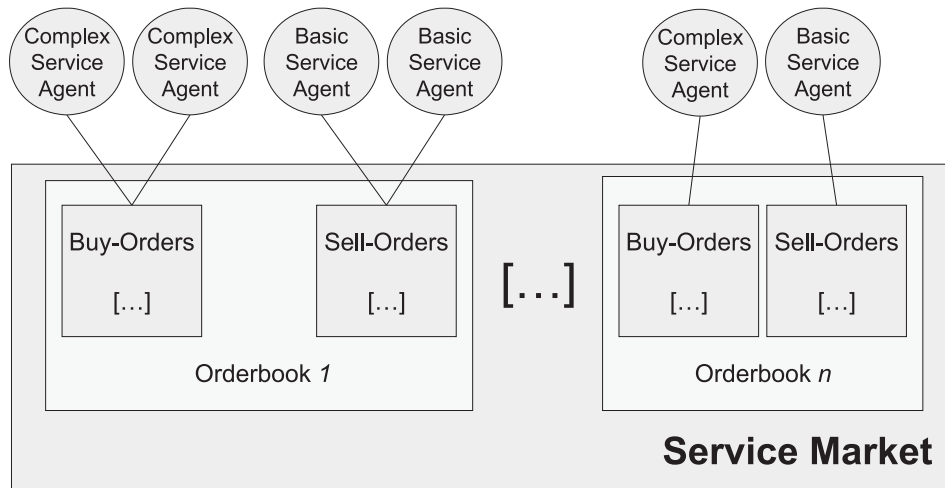 Complex
Service
Agent
Complex
Service
Agent
Basic
Service
Agent
Basic
Service
Agent
Complex
Service
Agent
Basic
Service
Agent
Buy-Orders
[...]
Sell-Orders
[...]
Orderbook 1
[...]
Buy-Orders
[...]
Sell-Orders
[...]
Orderbook n
Service Market